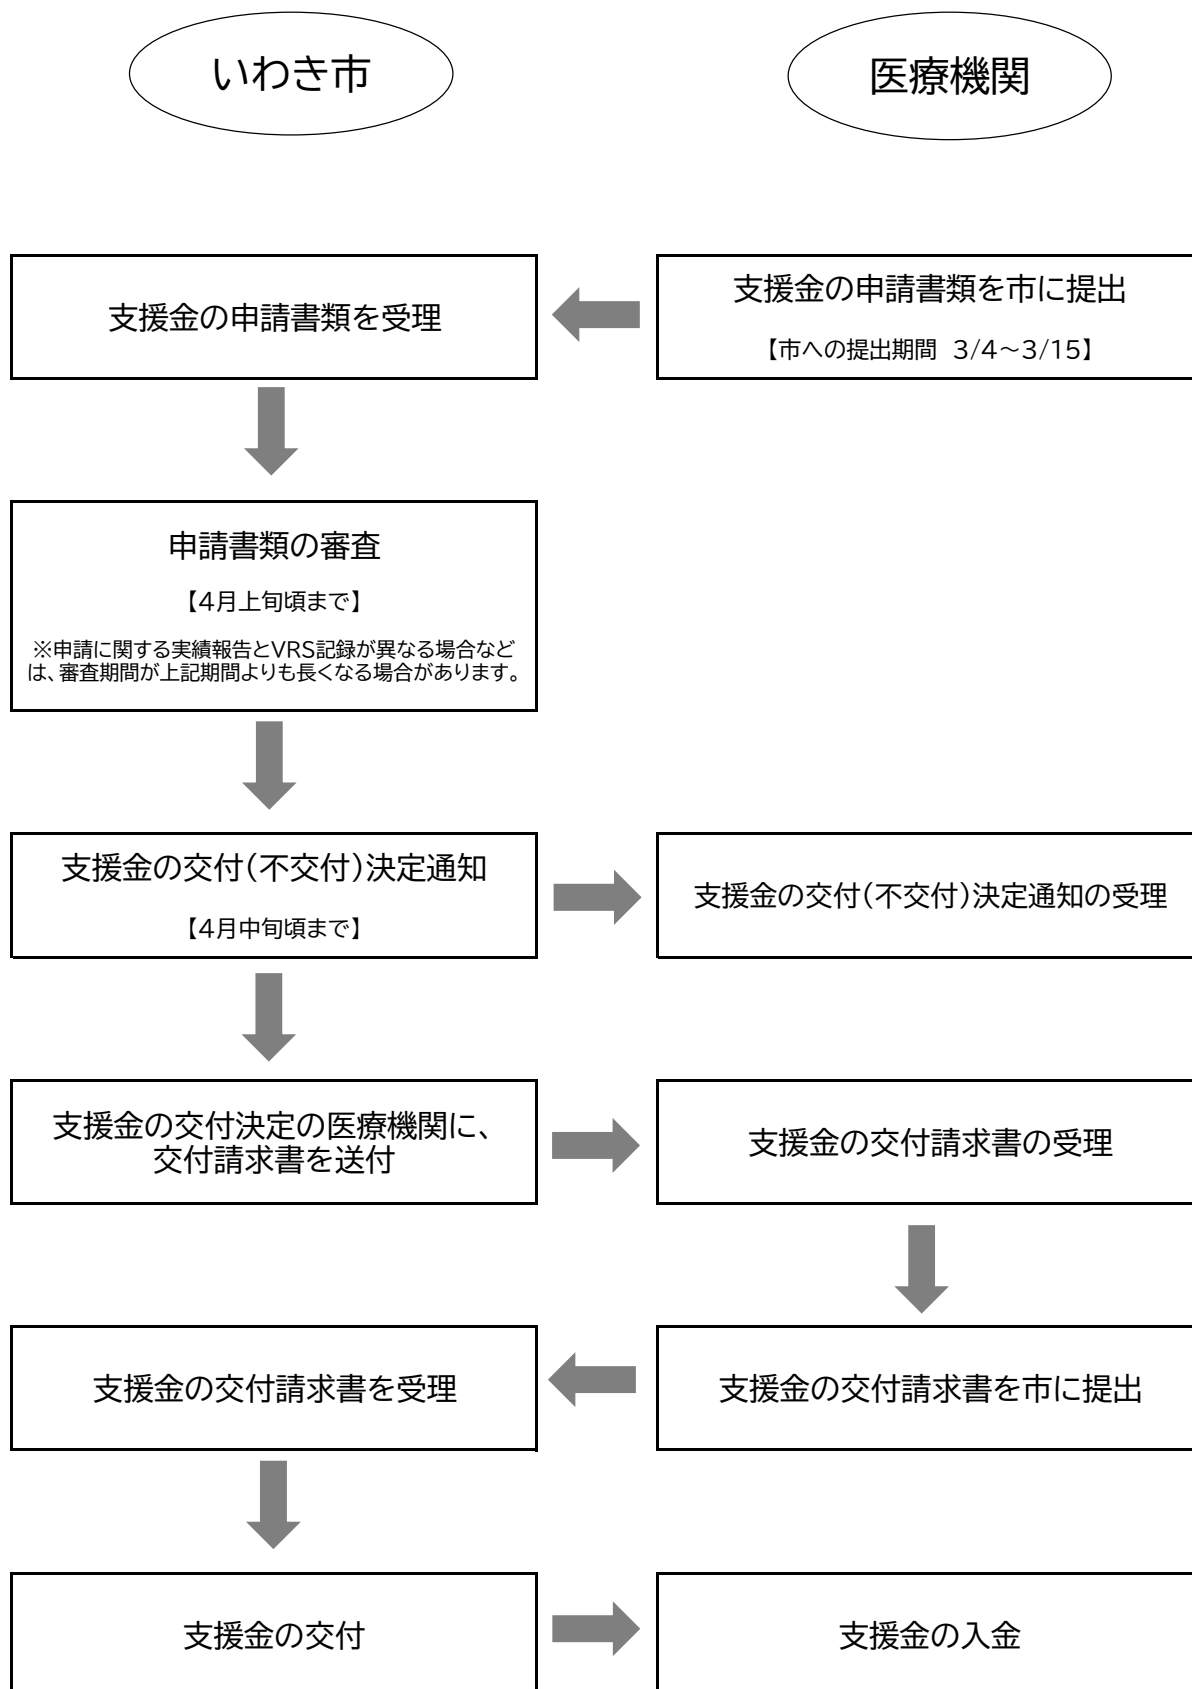 いわき市
医療機関
支援金の申請書類を受理
支援金の申請書類を市に提出
【市への提出期間 3/4～3/15】
申請書類の審査
【4月上旬頃まで】
※申請に関する実績報告とVRS記録が異なる場合など
は、審査期間が上記期間よりも長くなる場合があります。
支援金の交付(不交付)決定通知
【4月中旬頃まで】
支援金の交付(不交付)決定通知の受理
支援金の交付決定の医療機関に、
交付請求書を送付
支援金の交付請求書の受理
支援金の交付請求書を受理
支援金の交付請求書を市に提出
支援金の交付
支援金の入金